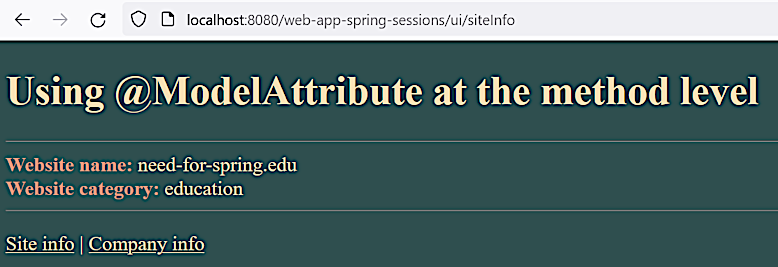 localhost:8080/web-app-spring-sessions/ui/siteInfo
Using @ModelAttribute at the method level
Website name: need-for-spring.edu
Website category: education
Site info | Company info